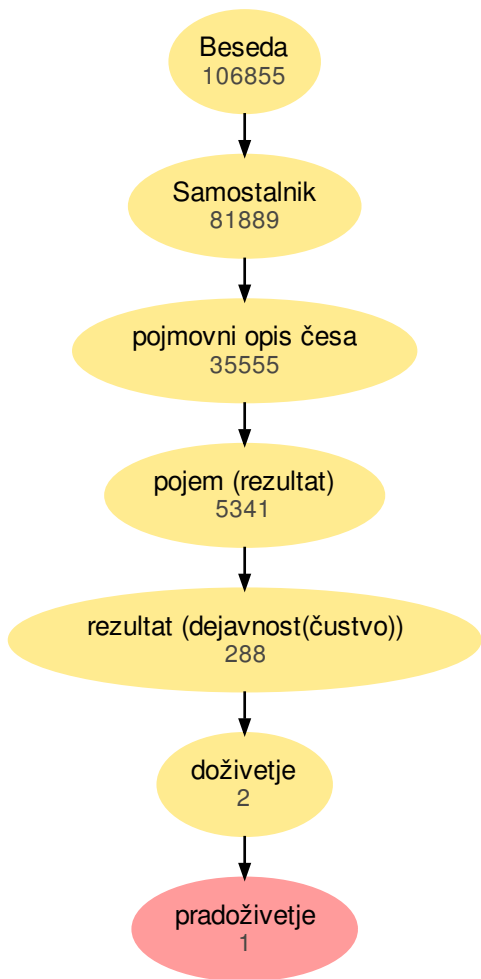 Beseda
106855
Samostalnik
81889
pojmovni opis česa
35555
pojem (rezultat)
5341
rezultat (dejavnost(čustvo))
288
doživetje
2
pradoživetje
1